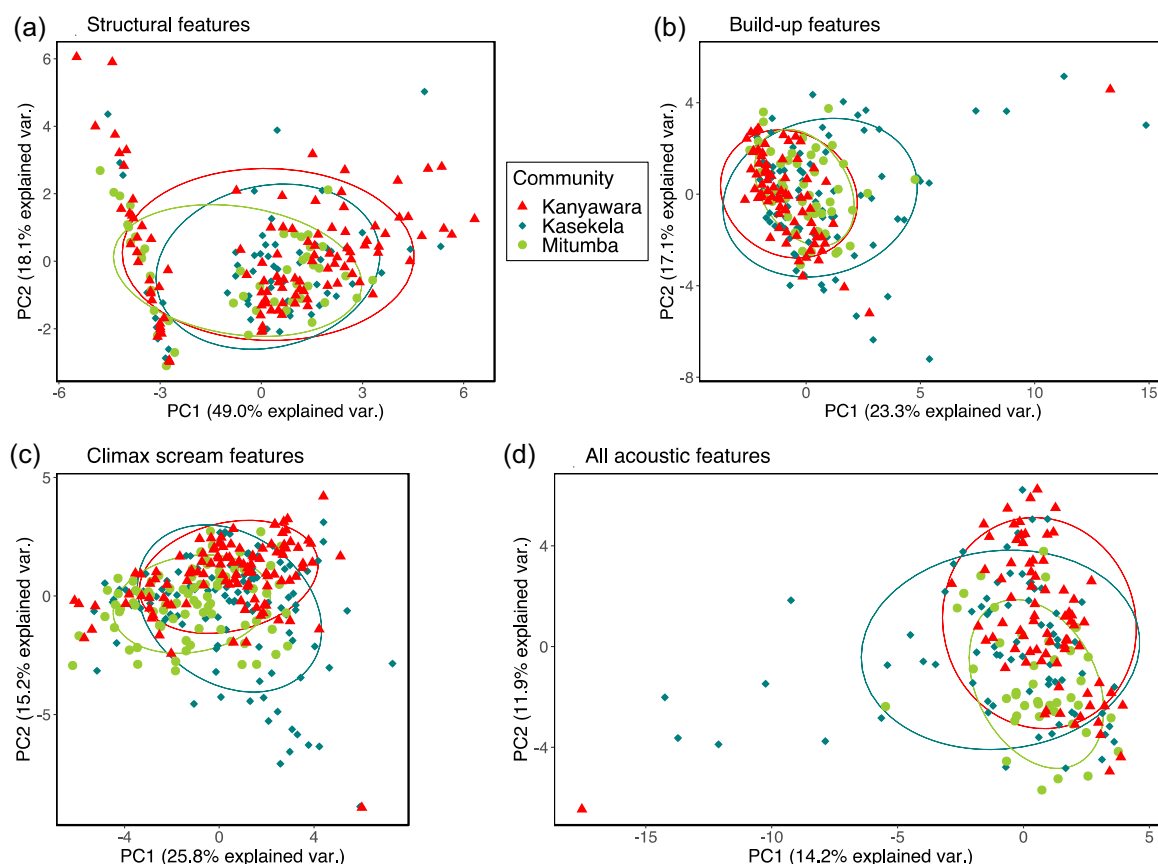 (a) Structural features
6
4
2
0
-2
-6 -3 0 3 6
PC1 (49.0% explained var.)
PC2 (18.1% explained var.)
Community
Kanyawara
Kasekela
Mitumba
(b) Build-up features
4
0
-4
-8
0 5 10 15
PC1 (23.3% explained var.)
PC2 (17.1% explained var.)
(c) Climax scream features
5
0
-5
-4 0 4
PC1 (25.8% explained var.)
PC2 (15.2% explained var.)
(d) All acoustic features
4
0
-4
-15 -10 -5 0 5
PC1 (14.2% explained var.)
PC2 (11.9% explained var.)